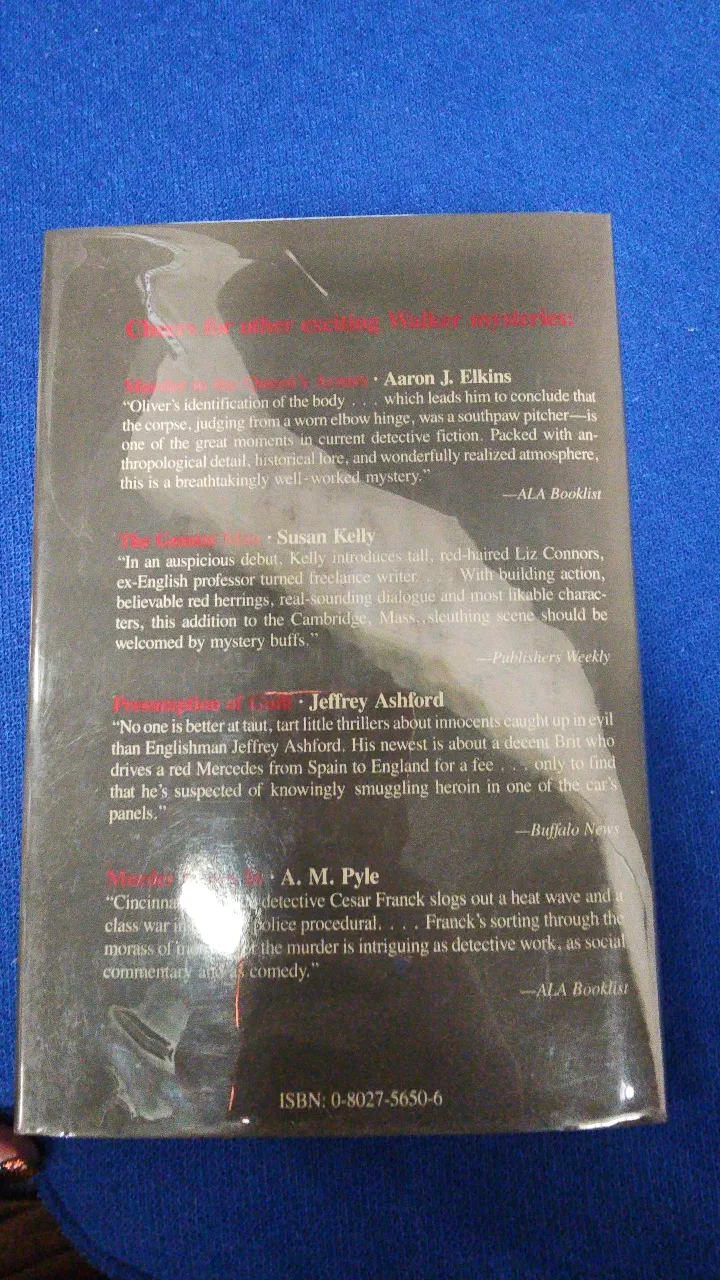 Cheers for other exciting Walker mysteries:
Murder in the Queen's Armes · Aaron J. Elkins
“Oliver's identification of the body . . . which leads him to conclude that
the corpse, judging from a worn elbow hinge, was a southpaw pitcher—is
one of the great moments in current detective fiction. Packed with an-
thropological detail, historical lore, and wonderfully realized atmosphere,
this is a breathtakingly well-worked mystery.”
—ALA Booklist
The Gemini Man · Susan Kelly
“In an auspicious debut, Kelly introduces tall, red-haired Liz Connors,
ex-English professor turned freelance writer. . . . With building action,
believable red herrings, real-sounding dialogue and most likable charac-
ters, this addition to the Cambridge, Mass., sleuthing scene should be
welcomed by mystery buffs.”
—Publishers Weekly
Presumption of Guilt · Jeffrey Ashford
“No one is better at taut, tart little thrillers about innocents caught up in evil
than Englishman Jeffrey Ashford. His newest is about a decent Brit who
drives a red Mercedes from Spain to England for a fee . . . only to find
that he's suspected of knowingly smuggling heroin in one of the car's
panels.”
—Buffalo News
Murder · A. M. Pyle
“Cincinnati detective Cesar Franck slogs out a heat wave and a
class war in police procedural. . . . Franck's sorting through the
morass of for the murder is intriguing as detective work, as social
commentary and as comedy.”
—ALA Booklist
ISBN: 0-8027-5650-6